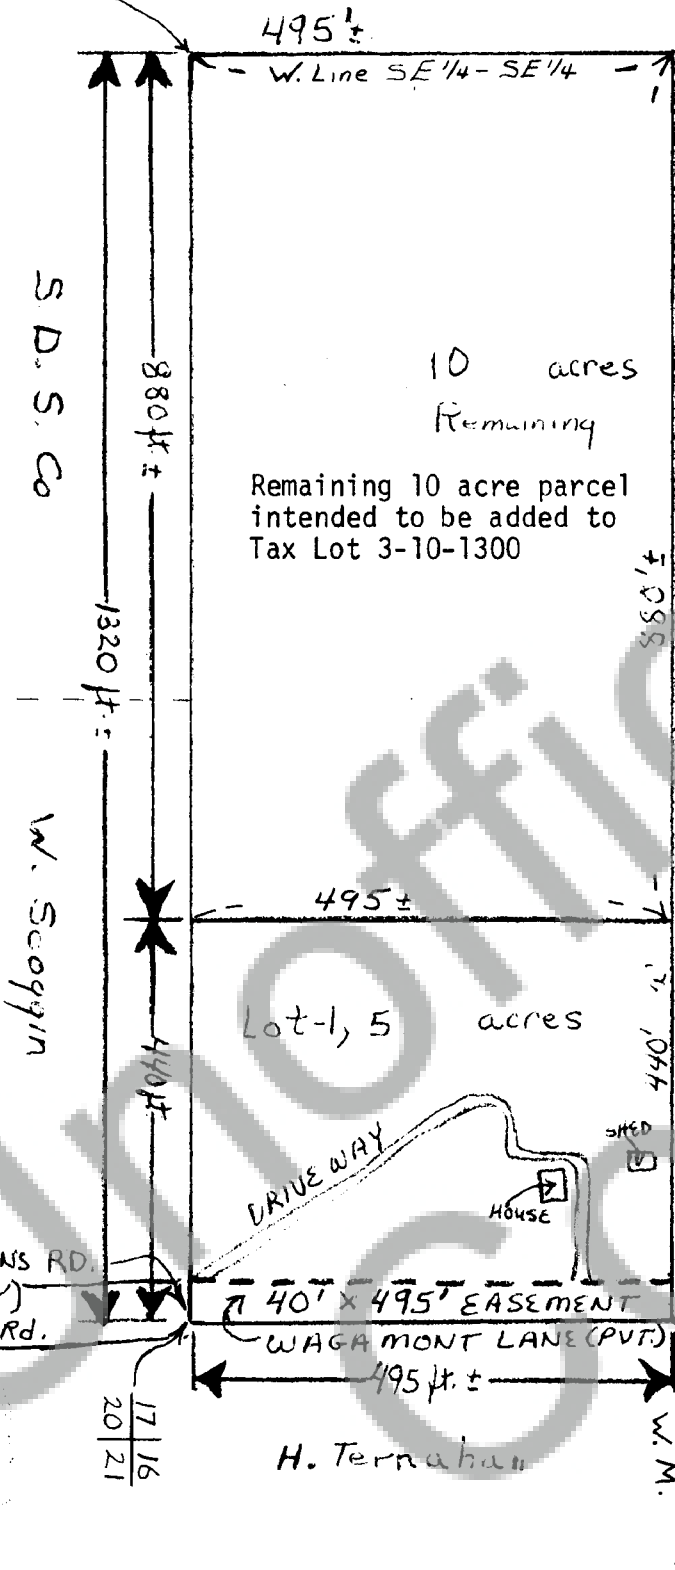 495'±
W. Line SE 1/4 - SE 1/4
S. D. S. Co
880 ft ±
10 acres
Remaining
Remaining 10 acre parcel
intended to be added to
Tax Lot 3-10-1300
880' ±
1320 ft. ±
W. Scoggin
495 ±
Lot-1, 5 acres
440 ft
440' ±
SHED
DRIVE WAY
HOUSE
NS RD.
Rd.
40' X 495' EASEMENT
WAGAMONT LANE (PVT.)
495 ft. ±
17 16
20 21
H. Ternahan
W. M.
Unoffic